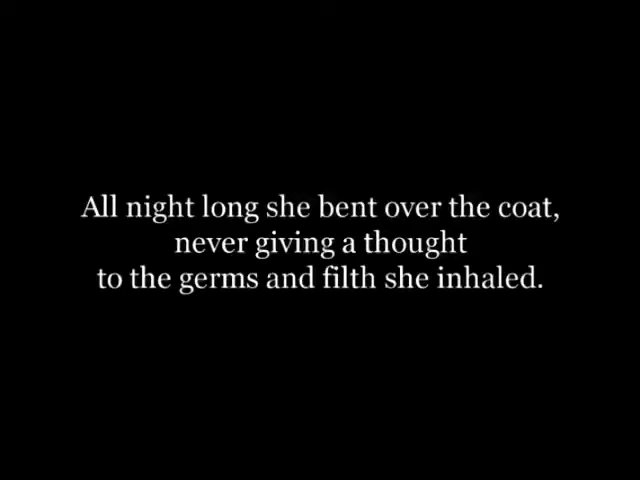 All night long she bent over the coat,
never giving a thought
to the germs and filth she inhaled.